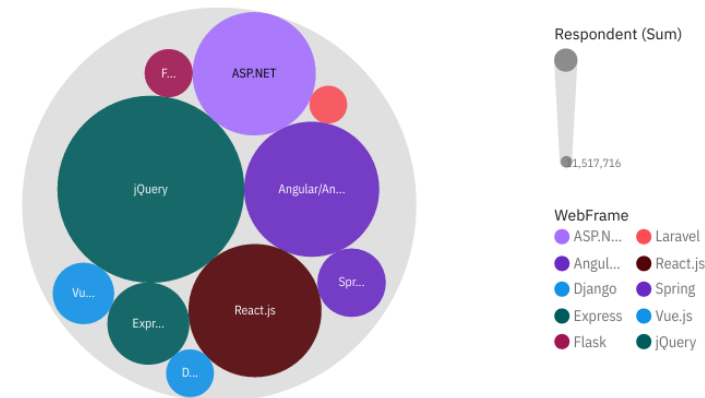 Respondent (Sum)
11,517,716
WebFrame
ASP.N... Laravel
Angul... React.js
Django Spring
Express Vue.js
Flask jQuery
F...
ASP.NET
jQuery
Angular/An...
Spr...
Vu...
React.js
Expr...
D...